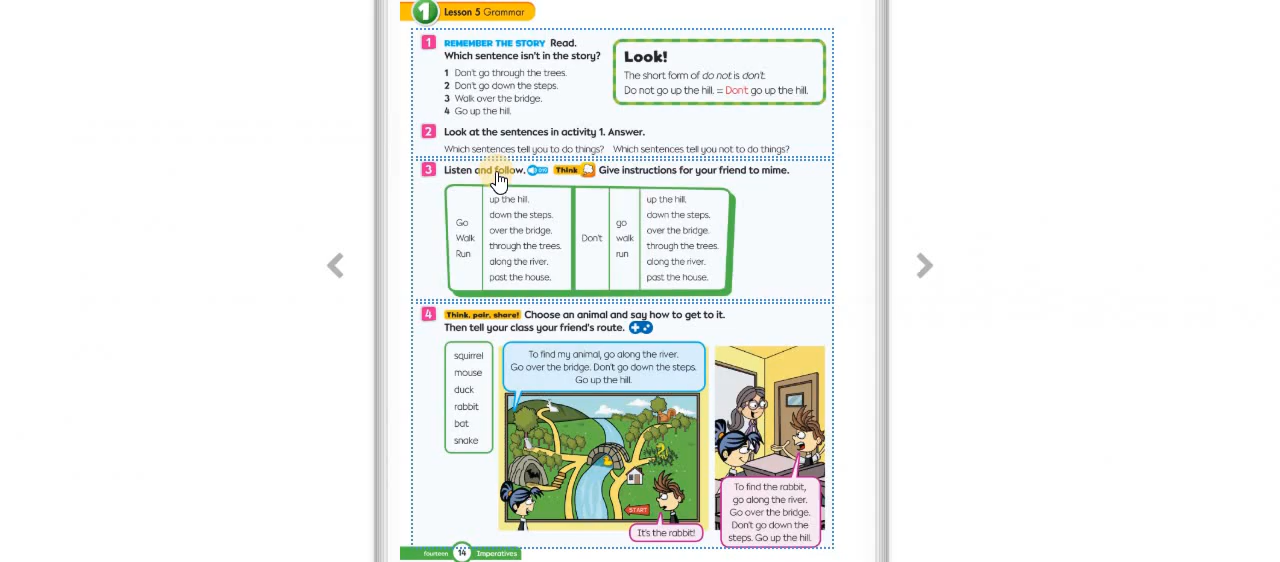 1 Lesson 5 Grammar
1 REMEMBER THE STORY Read.
Which sentence isn't in the story?
1 Don't go through the trees.
2 Don't go down the steps.
3 Walk over the bridge.
4 Go up the hill.
Look!
The short form of do not is don't.
Do not go up the hill. = Don't go up the hill.
2 Look at the sentences in activity 1. Answer.
Which sentences tell you to do things? Which sentences tell you not to do things?
3 Listen and follow. Think Give instructions for your friend to mime.
Go
Walk
Run
up the hill.
down the steps.
over the bridge.
through the trees.
along the river.
past the house.
Don't
go
walk
run
up the hill.
down the steps.
over the bridge.
through the trees.
along the river.
past the house.
4 Think, pair, share! Choose an animal and say how to get to it.
Then tell your class your friend's route.
squirrel
mouse
duck
rabbit
bat
snake
To find my animal, go along the river.
Go over the bridge. Don't go down the steps.
Go up the hill.
START
It's the rabbit!
To find the rabbit,
go along the river.
Go over the bridge.
Don't go down the
steps. Go up the hill.
fourteen 14 Imperatives